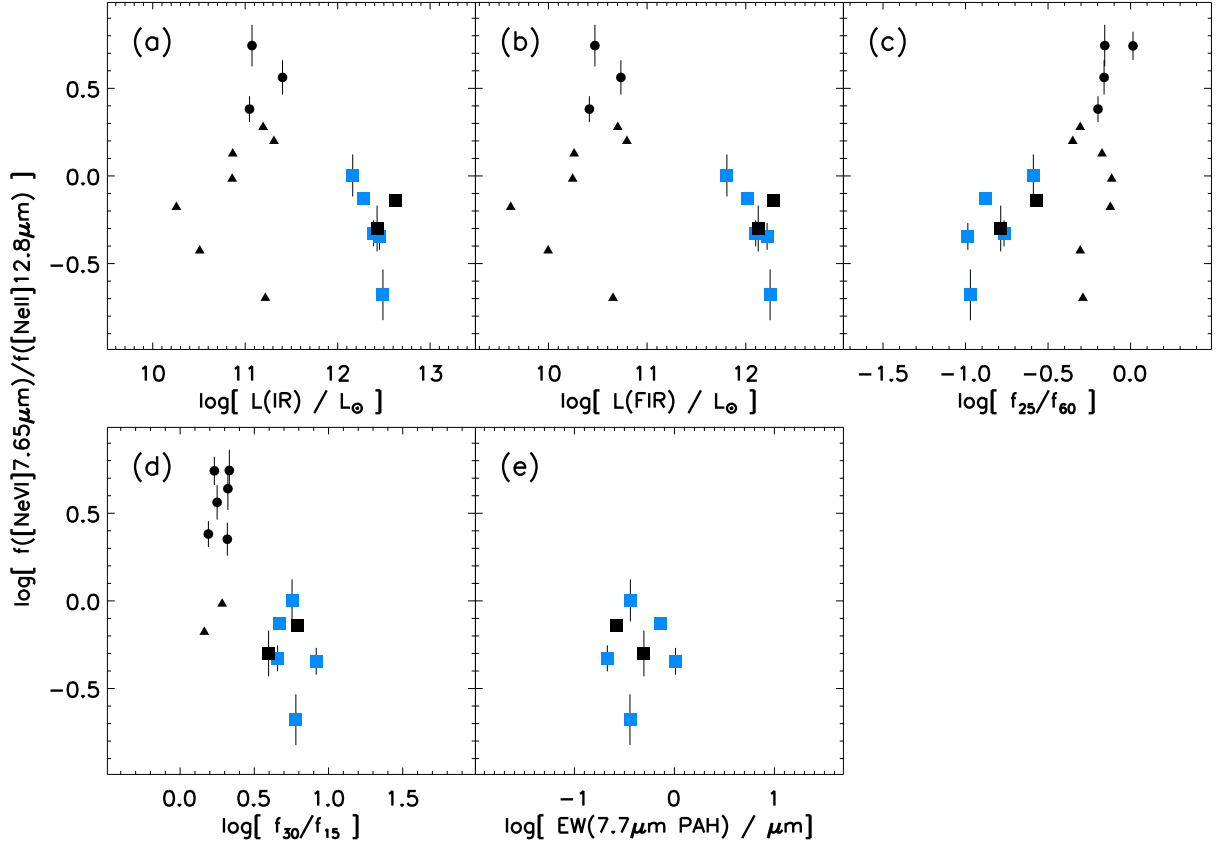 (a)
(b)
(c)
0.5
0.0
−0.5
10 11 12 13
10 11 12
−1.5 −1.0 −0.5 0.0
log[ L(IR) / L☉ ]
log[ L(FIR) / L☉ ]
log[ f25/f60 ]
log[ f([NeVI]7.65μm)/f([NeII]12.8μm) ]
(d)
(e)
0.5
0.0
−0.5
0.0 0.5 1.0 1.5
−1 0 1
log[ f30/f15 ]
log[ EW(7.7μm PAH) / μm]